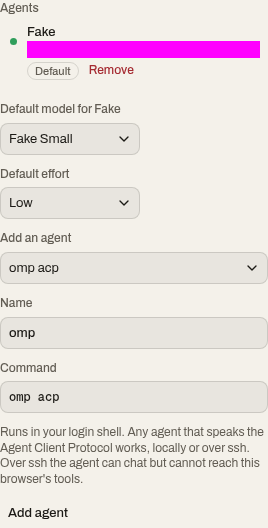 Agents
Fake
Default Remove
Default model for Fake
Fake Small
Default effort
Low
Add an agent
omp acp
Name
omp
Command
omp acp
Runs in your login shell. Any agent that speaks the
Agent Client Protocol works, locally or over ssh.
Over ssh the agent can chat but cannot reach this
browser's tools.
Add agent